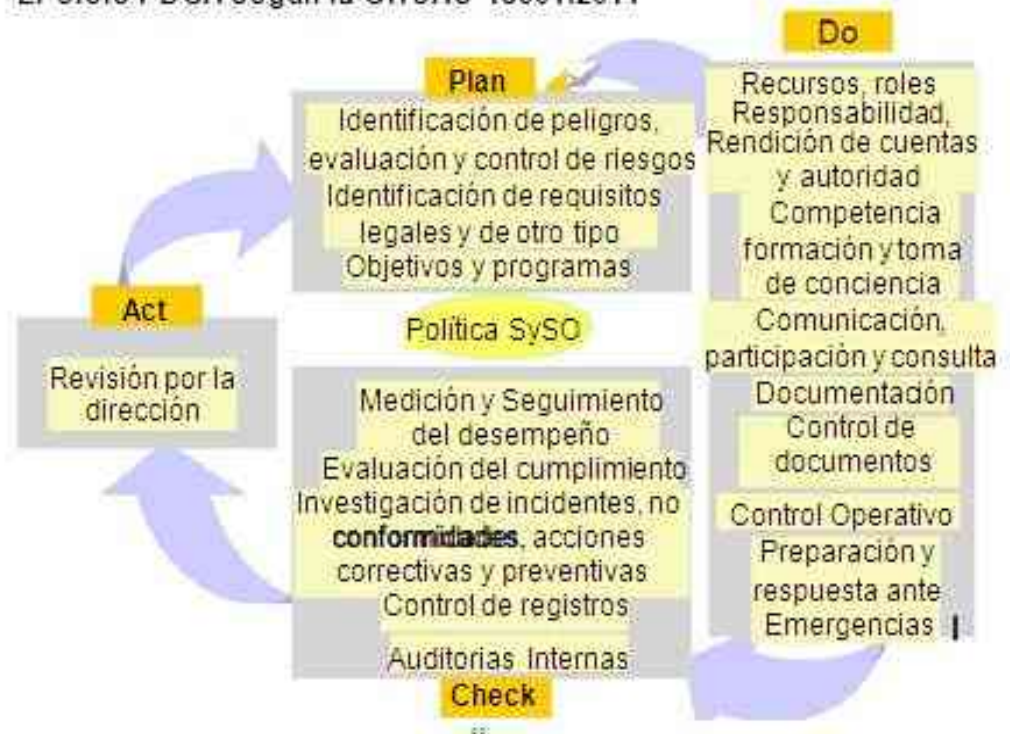 Plan
Identificación de peligros,
evaluación y control de riesgos
Identificación de requisitos
legales y de otro tipo
Objetivos y programas
Do
Recursos, roles
Responsabilidad,
Rendición de cuentas
y autoridad
Competencia
formación y toma
de conciencia
Comunicación,
participación y consulta
Documentación
Control de
documentos
Control Operativo
Preparación y
respuesta ante
Emergencias
Act
Revisión por la
dirección
Política SySO
Medición y Seguimiento
del desempeño
Evaluación del cumplimiento
Investigación de incidentes, no
conformidades, acciones
correctivas y preventivas
Control de registros
Auditorias Internas
Check